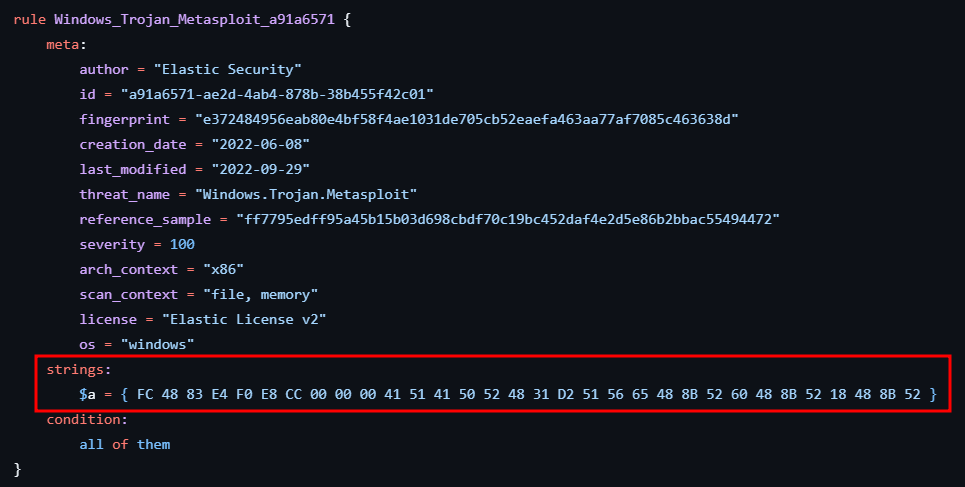 rule Windows_Trojan_Metasploit_a91a6571 {
meta:
author = "Elastic Security"
id = "a91a6571-ae2d-4ab4-878b-38b455f42c01"
fingerprint = "e372484956eab80e4bf58f4ae1031de705cb52eaefa463aa77af7085c463638d"
creation_date = "2022-06-08"
last_modified = "2022-09-29"
threat_name = "Windows.Trojan.Metasploit"
reference_sample = "ff7795edff95a45b15b03d698cbdf70c19bc452daf4e2d5e86b2bbac55494472"
severity = 100
arch_context = "x86"
scan_context = "file, memory"
license = "Elastic License v2"
os = "windows"
strings:
$a = { FC 48 83 E4 F0 E8 CC 00 00 00 41 51 41 50 52 48 31 D2 51 56 65 48 8B 52 60 48 8B 52 18 48 8B 52 }
condition:
all of them
}